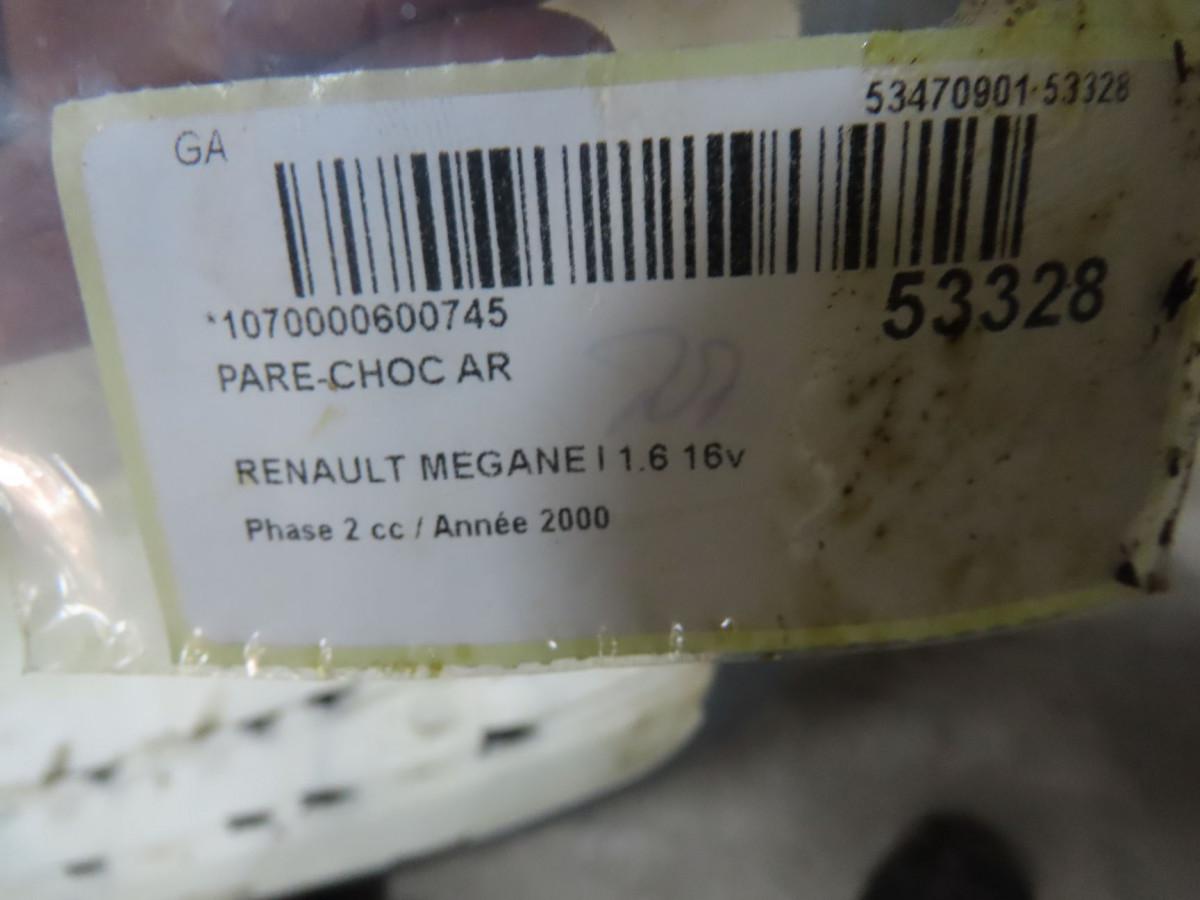 53470901-53328
GA
*1070000600745
53328
PARE-CHOC AR
RENAULT MEGANE I 1.6 16v
Phase 2 cc / Année 2000